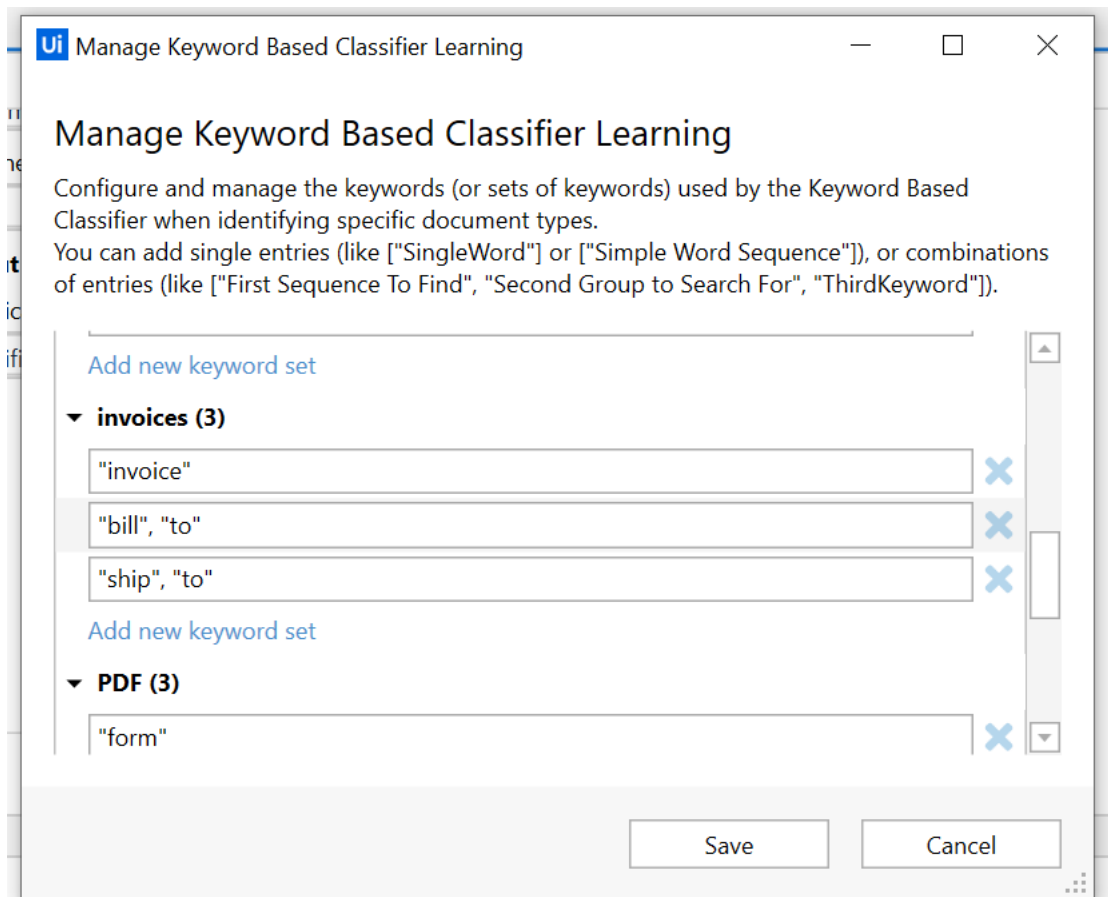 Ui Manage Keyword Based Classifier Learning
Manage Keyword Based Classifier Learning
Configure and manage the keywords (or sets of keywords) used by the Keyword Based
Classifier when identifying specific document types.
You can add single entries (like ["SingleWord"] or ["Simple Word Sequence"]), or combinations
of entries (like ["First Sequence To Find", "Second Group to Search For", "ThirdKeyword"]).
Add new keyword set
invoices (3)
"invoice"
"bill", "to"
"ship", "to"
Add new keyword set
PDF (3)
"form"
Save
Cancel